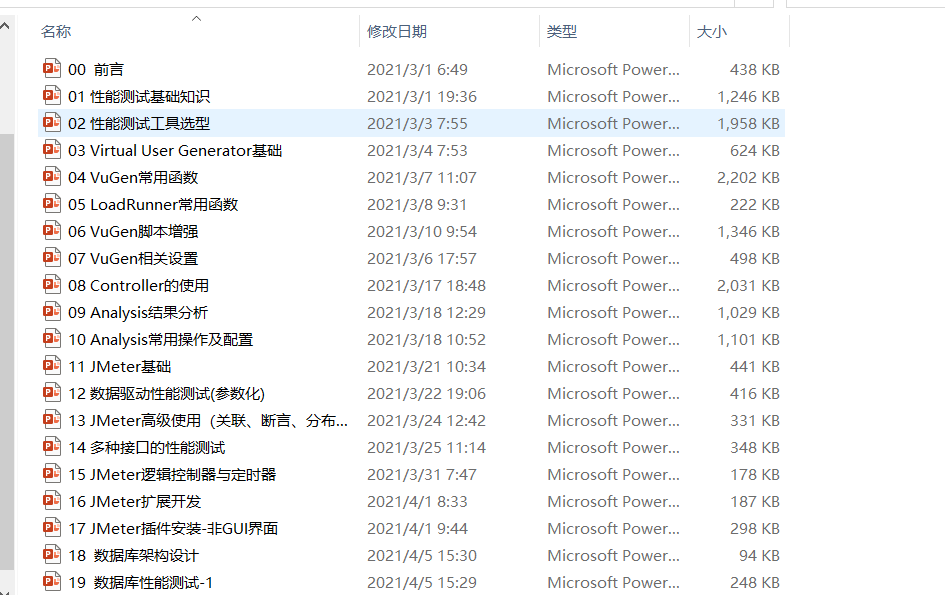 名称 修改日期 类型 大小
00  前言 2021/3/1 6:49 Microsoft Power... 438 KB
01 性能测试基础知识 2021/3/1 19:36 Microsoft Power... 1,246 KB
02 性能测试工具选型 2021/3/3 7:55 Microsoft Power... 1,958 KB
03 Virtual User Generator基础 2021/3/4 7:53 Microsoft Power... 624 KB
04 VuGen常用函数 2021/3/7 11:07 Microsoft Power... 2,202 KB
05 LoadRunner常用函数 2021/3/8 9:31 Microsoft Power... 222 KB
06 VuGen脚本增强 2021/3/10 9:54 Microsoft Power... 1,346 KB
07 VuGen相关设置 2021/3/6 17:57 Microsoft Power... 498 KB
08 Controller的使用 2021/3/17 18:48 Microsoft Power... 2,031 KB
09 Analysis结果分析 2021/3/18 12:29 Microsoft Power... 1,029 KB
10 Analysis常用操作及配置 2021/3/18 10:52 Microsoft Power... 1,101 KB
11 JMeter基础 2021/3/21 10:34 Microsoft Power... 441 KB
12 数据驱动性能测试(参数化) 2021/3/22 19:06 Microsoft Power... 416 KB
13 JMeter高级使用（关联、断言、分布... 2021/3/24 12:42 Microsoft Power... 331 KB
14 多种接口的性能测试 2021/3/25 11:14 Microsoft Power... 348 KB
15 JMeter逻辑控制器与定时器 2021/3/31 7:47 Microsoft Power... 178 KB
16 JMeter扩展开发 2021/4/1 8:33 Microsoft Power... 187 KB
17 JMeter插件安装-非GUI界面 2021/4/1 9:44 Microsoft Power... 298 KB
18  数据库架构设计 2021/4/5 15:30 Microsoft Power... 94 KB
19  数据库性能测试-1 2021/4/5 15:29 Microsoft Power... 248 KB